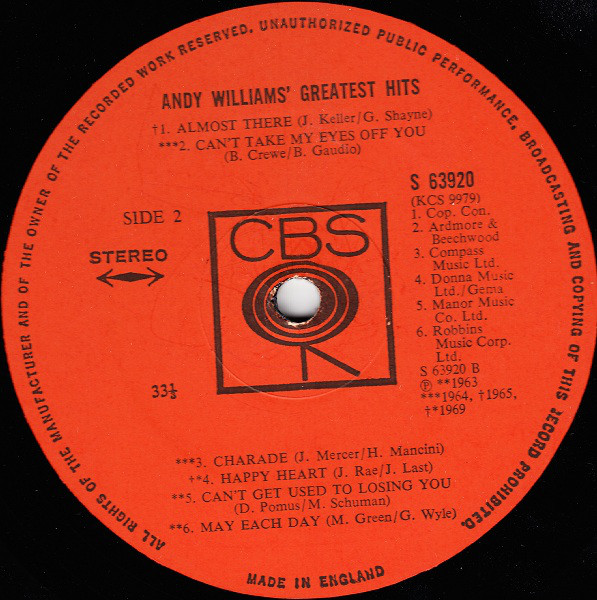 ALL RIGHTS OF THE MANUFACTURER AND OF THE OWNER OF THE RECORDED WORK RESERVED. UNAUTHORIZED PUBLIC PERFORMANCE, BROADCASTING AND COPYING OF THIS RECORD PROHIBITED.
ANDY WILLIAMS' GREATEST HITS
†1. ALMOST THERE (J. Keller/G. Shayne)
***2. CAN'T TAKE MY EYES OFF YOU
(B. Crewe/B. Gaudio)
SIDE 2
STEREO
33⅓
CBS
S 63920
(KCS 9979)
1. Cop. Con.
2. Ardmore &
Beechwood
3. Compass
Music Ltd.
4. Donna Music
Ltd./Gema
5. Manor Music
Co. Ltd.
6. Robbins
Music Corp.
Ltd.
S 63920 B
℗ **1963
***1964, †1965,
†*1969
***3. CHARADE (J. Mercer/H. Mancini)
†*4. HAPPY HEART (J. Rae/J. Last)
**5. CAN'T GET USED TO LOSING YOU
(D. Pomus/M. Schuman)
**6. MAY EACH DAY (M. Green/G. Wyle)
MADE IN ENGLAND